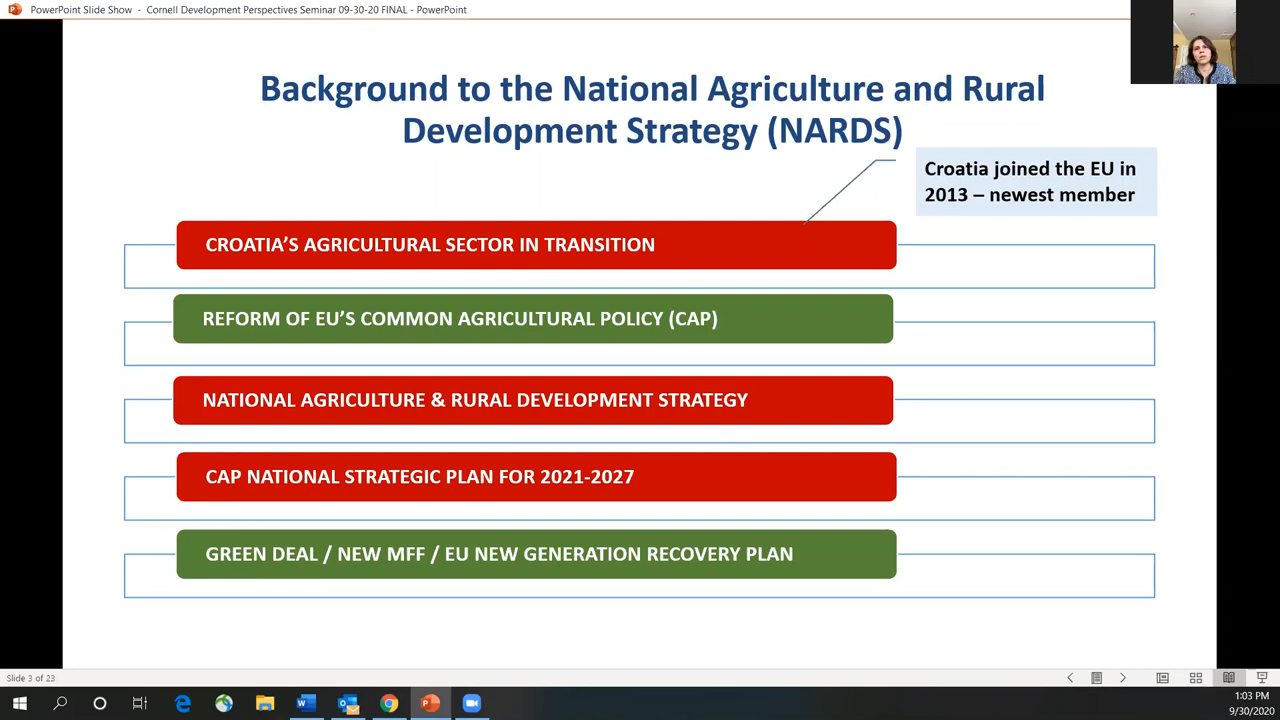 PowerPoint Slide Show - Cornell Development Perspectives Seminar 09-30-20 FINAL - PowerPoint
Background to the National Agriculture and Rural
Development Strategy (NARDS)
Croatia joined the EU in
2013 – newest member
CROATIA’S AGRICULTURAL SECTOR IN TRANSITION
REFORM OF EU’S COMMON AGRICULTURAL POLICY (CAP)
NATIONAL AGRICULTURE & RURAL DEVELOPMENT STRATEGY
CAP NATIONAL STRATEGIC PLAN FOR 2021-2027
GREEN DEAL / NEW MFF / EU NEW GENERATION RECOVERY PLAN
Slide 3 of 23
1:03 PM
9/30/2020